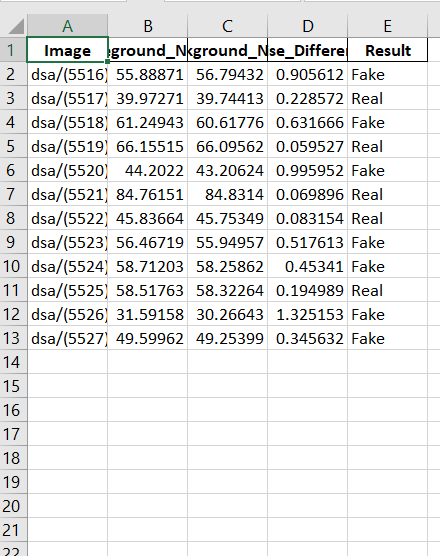 A B C D E
1 Image ground_N kground_N se_Differe Result
2 dsa/(5516) 55.88871 56.79432 0.905612 Fake
3 dsa/(5517) 39.97271 39.74413 0.228572 Real
4 dsa/(5518) 61.24943 60.61776 0.631666 Fake
5 dsa/(5519) 66.15515 66.09562 0.059527 Real
6 dsa/(5520) 44.2022 43.20624 0.995952 Fake
7 dsa/(5521) 84.76151 84.8314 0.069896 Real
8 dsa/(5522) 45.83664 45.75349 0.083154 Real
9 dsa/(5523) 56.46719 55.94957 0.517613 Fake
10 dsa/(5524) 58.71203 58.25862 0.45341 Fake
11 dsa/(5525) 58.51763 58.32264 0.194989 Real
12 dsa/(5526) 31.59158 30.26643 1.325153 Fake
13 dsa/(5527) 49.59962 49.25399 0.345632 Fake
14
15
16
17
18
19
20
21
22